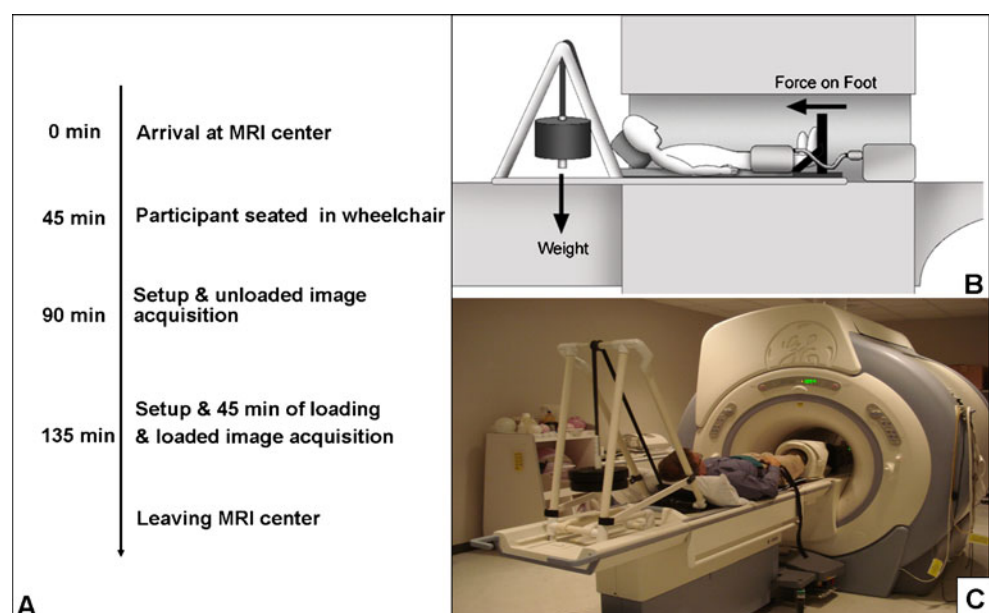 0 min
Arrival at MRI center
45 min
Participant seated in wheelchair
Setup & unloaded image
acquisition
90 min
Setup & 45 min of loading
135 min
& loaded image acquisition
Leaving MRI center
A
Force on Foot
Weight
B
C